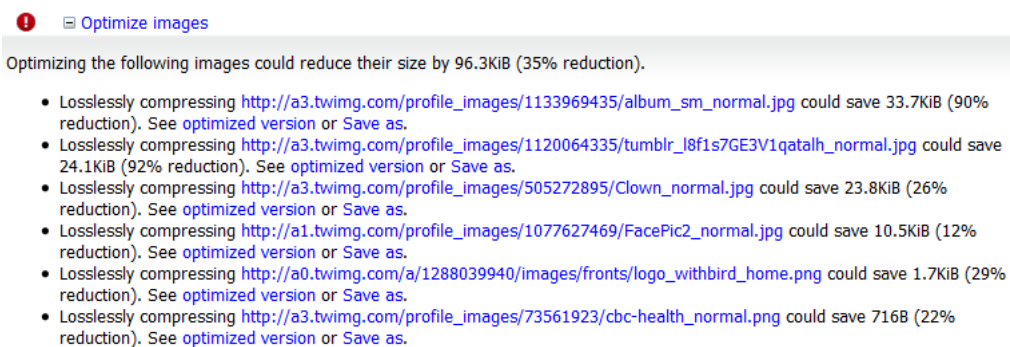 Optimize images
Optimizing the following images could reduce their size by 96.3KiB (35% reduction).
• Losslessly compressing http://a3.twimg.com/profile_images/1133969435/album_sm_normal.jpg could save 33.7KiB (90%
reduction). See optimized version or Save as.
• Losslessly compressing http://a3.twimg.com/profile_images/1120064335/tumblr_l8f1s7GE3V1qatalh_normal.jpg could save
24.1KiB (92% reduction). See optimized version or Save as.
• Losslessly compressing http://a3.twimg.com/profile_images/505272895/Clown_normal.jpg could save 23.8KiB (26%
reduction). See optimized version or Save as.
• Losslessly compressing http://a1.twimg.com/profile_images/1077627469/FacePic2_normal.jpg could save 10.5KiB (12%
reduction). See optimized version or Save as.
• Losslessly compressing http://a0.twimg.com/a/1288039940/images/fronts/logo_withbird_home.png could save 1.7KiB (29%
reduction). See optimized version or Save as.
• Losslessly compressing http://a3.twimg.com/profile_images/73561923/cbc-health_normal.png could save 716B (22%
reduction). See optimized version or Save as.